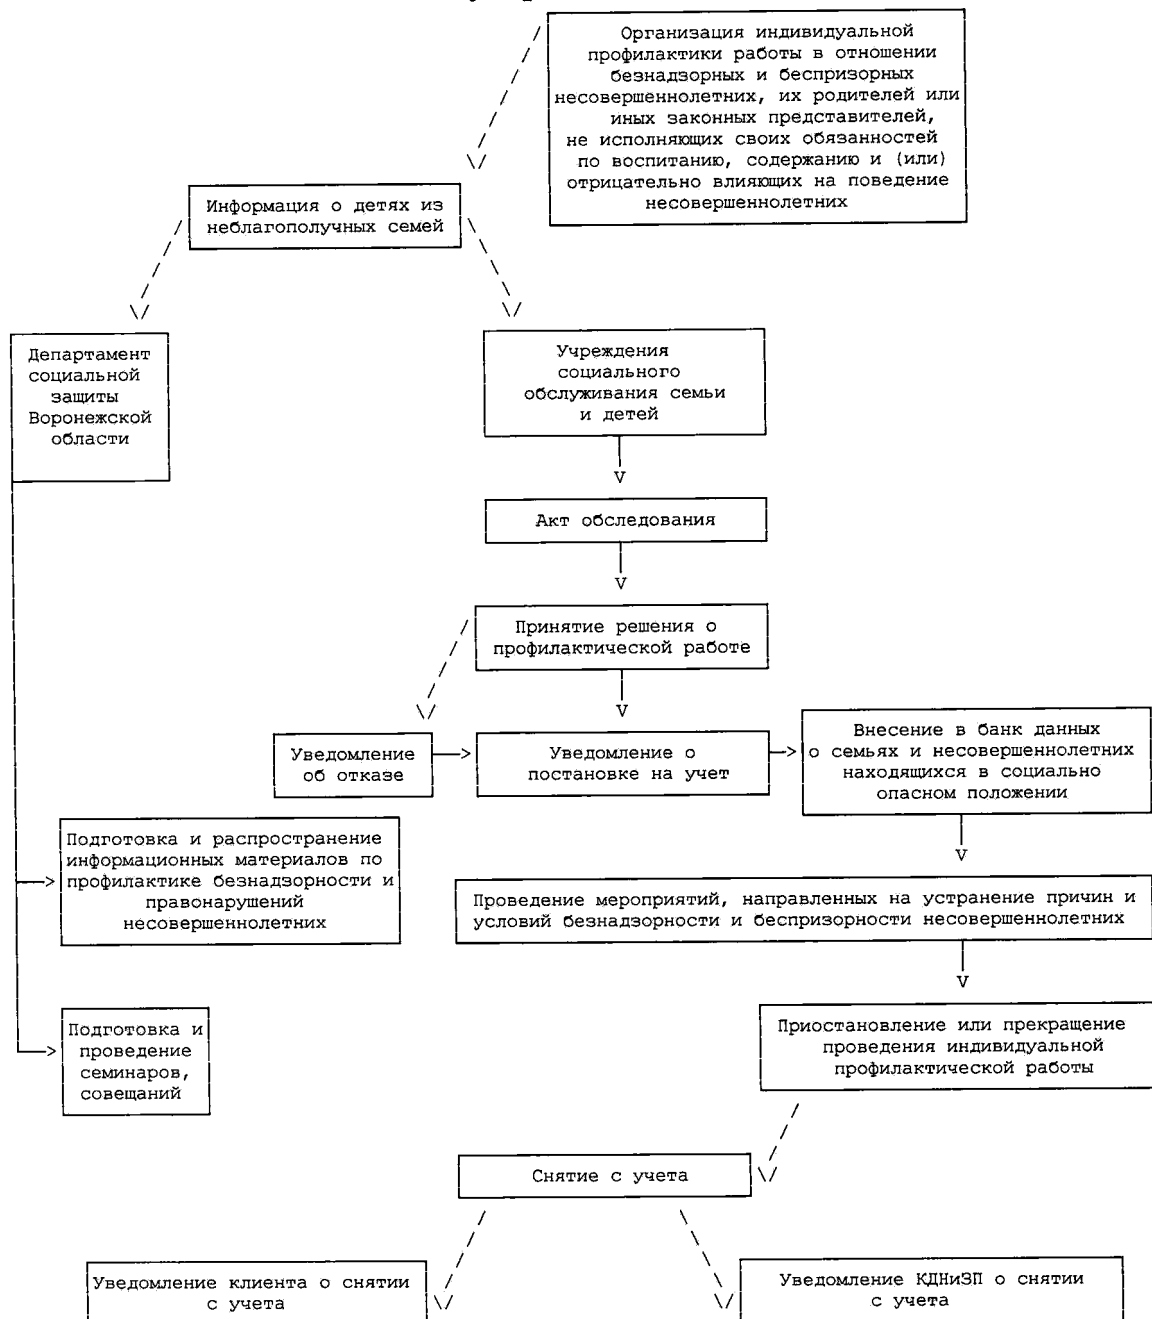 Организация индивидуальной
профилактики работы в отношении
безнадзорных и беспризорных
несовершеннолетних, их родителей или
иных законных представителей,
не исполняющих своих обязанностей
по воспитанию, содержанию и (или)
отрицательно влияющих на поведение
несовершеннолетних
Информация о детях из
неблагополучных семей
Департамент
социальной
защиты
Воронежской
области
Учреждения
социального
обслуживания семьи
и детей
Акт обследования
Принятие решения о
профилактической работе
Уведомление
об отказе
Уведомление о
постановке на учет
Внесение в банк данных
о семьях и несовершеннолетних
находящихся в социально
опасном положении
Подготовка и распространение
информационных материалов по
профилактике безнадзорности и
правонарушений
несовершеннолетних
Проведение мероприятий, направленных на устранение причин и
условий безнадзорности и беспризорности несовершеннолетних
Подготовка и
проведение
семинаров,
совещаний
Приостановление или прекращение
проведения индивидуальной
профилактической работы
Снятие с учета
Уведомление клиента о снятии
с учета
Уведомление КДНиЗП о снятии
с учета